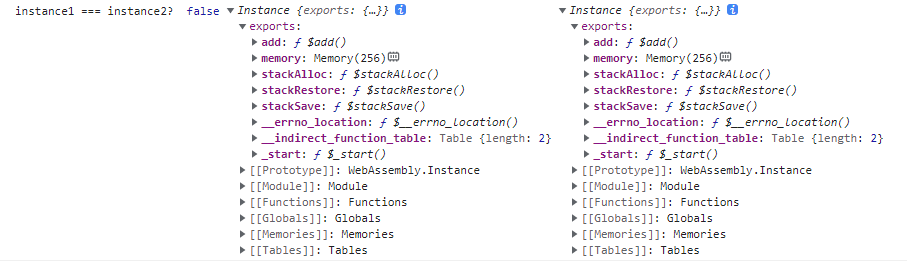 instance1 === instance2?  false ▼ Instance {exports: {…}} i ▼ Instance {exports: {…}} i
▼ exports: ▼ exports:
▶ add: ƒ $add() ▶ add: ƒ $add()
▶ memory: Memory(256) ▶ memory: Memory(256)
▶ stackAlloc: ƒ $stackAlloc() ▶ stackAlloc: ƒ $stackAlloc()
▶ stackRestore: ƒ $stackRestore() ▶ stackRestore: ƒ $stackRestore()
▶ stackSave: ƒ $stackSave() ▶ stackSave: ƒ $stackSave()
▶ __errno_location: ƒ $__errno_location() ▶ __errno_location: ƒ $__errno_location()
▶ __indirect_function_table: Table {length: 2} ▶ __indirect_function_table: Table {length: 2}
▶ _start: ƒ $_start() ▶ _start: ƒ $_start()
▶ [[Prototype]]: WebAssembly.Instance ▶ [[Prototype]]: WebAssembly.Instance
▶ [[Module]]: Module ▶ [[Module]]: Module
▶ [[Functions]]: Functions ▶ [[Functions]]: Functions
▶ [[Globals]]: Globals ▶ [[Globals]]: Globals
▶ [[Memories]]: Memories ▶ [[Memories]]: Memories
▶ [[Tables]]: Tables ▶ [[Tables]]: Tables